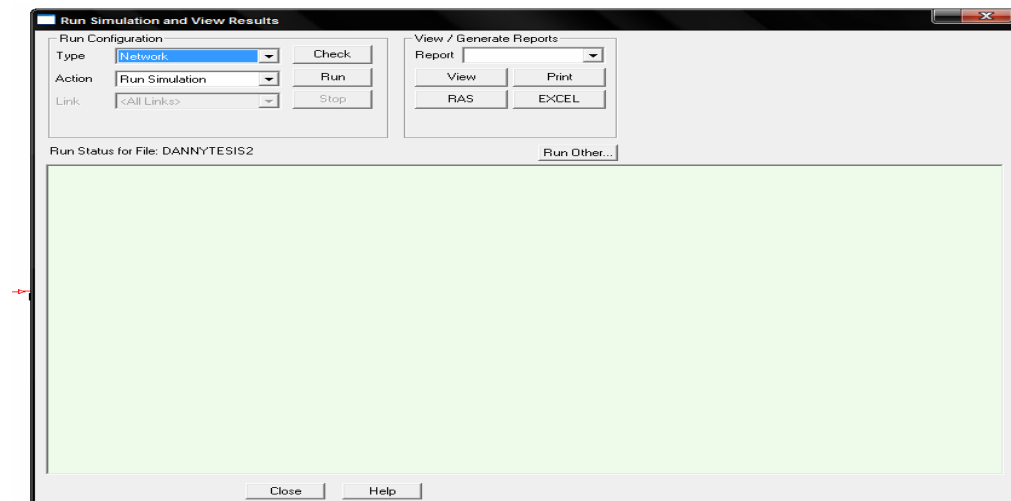 Run Simulation and View Results
Run Configuration
Type Network Check
Action Run Simulation Run
Link <All Links> Stop
View / Generate Reports
Report
View Print
RAS EXCEL
Run Status for File: DANNYTESIS2
Run Other...
Close Help